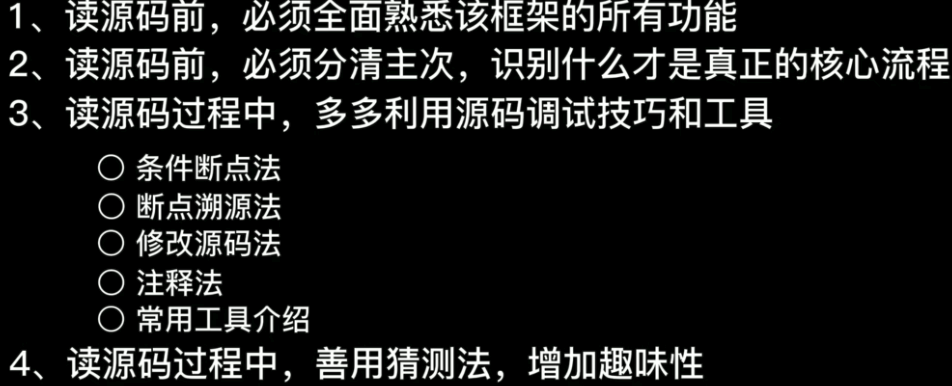 1、读源码前，必须全面熟悉该框架的所有功能
2、读源码前，必须分清主次，识别什么才是真正的核心流程
3、读源码过程中，多多利用源码调试技巧和工具
○ 条件断点法
○ 断点溯源法
○ 修改源码法
○ 注释法
○ 常用工具介绍
4、读源码过程中，善用猜测法，增加趣味性